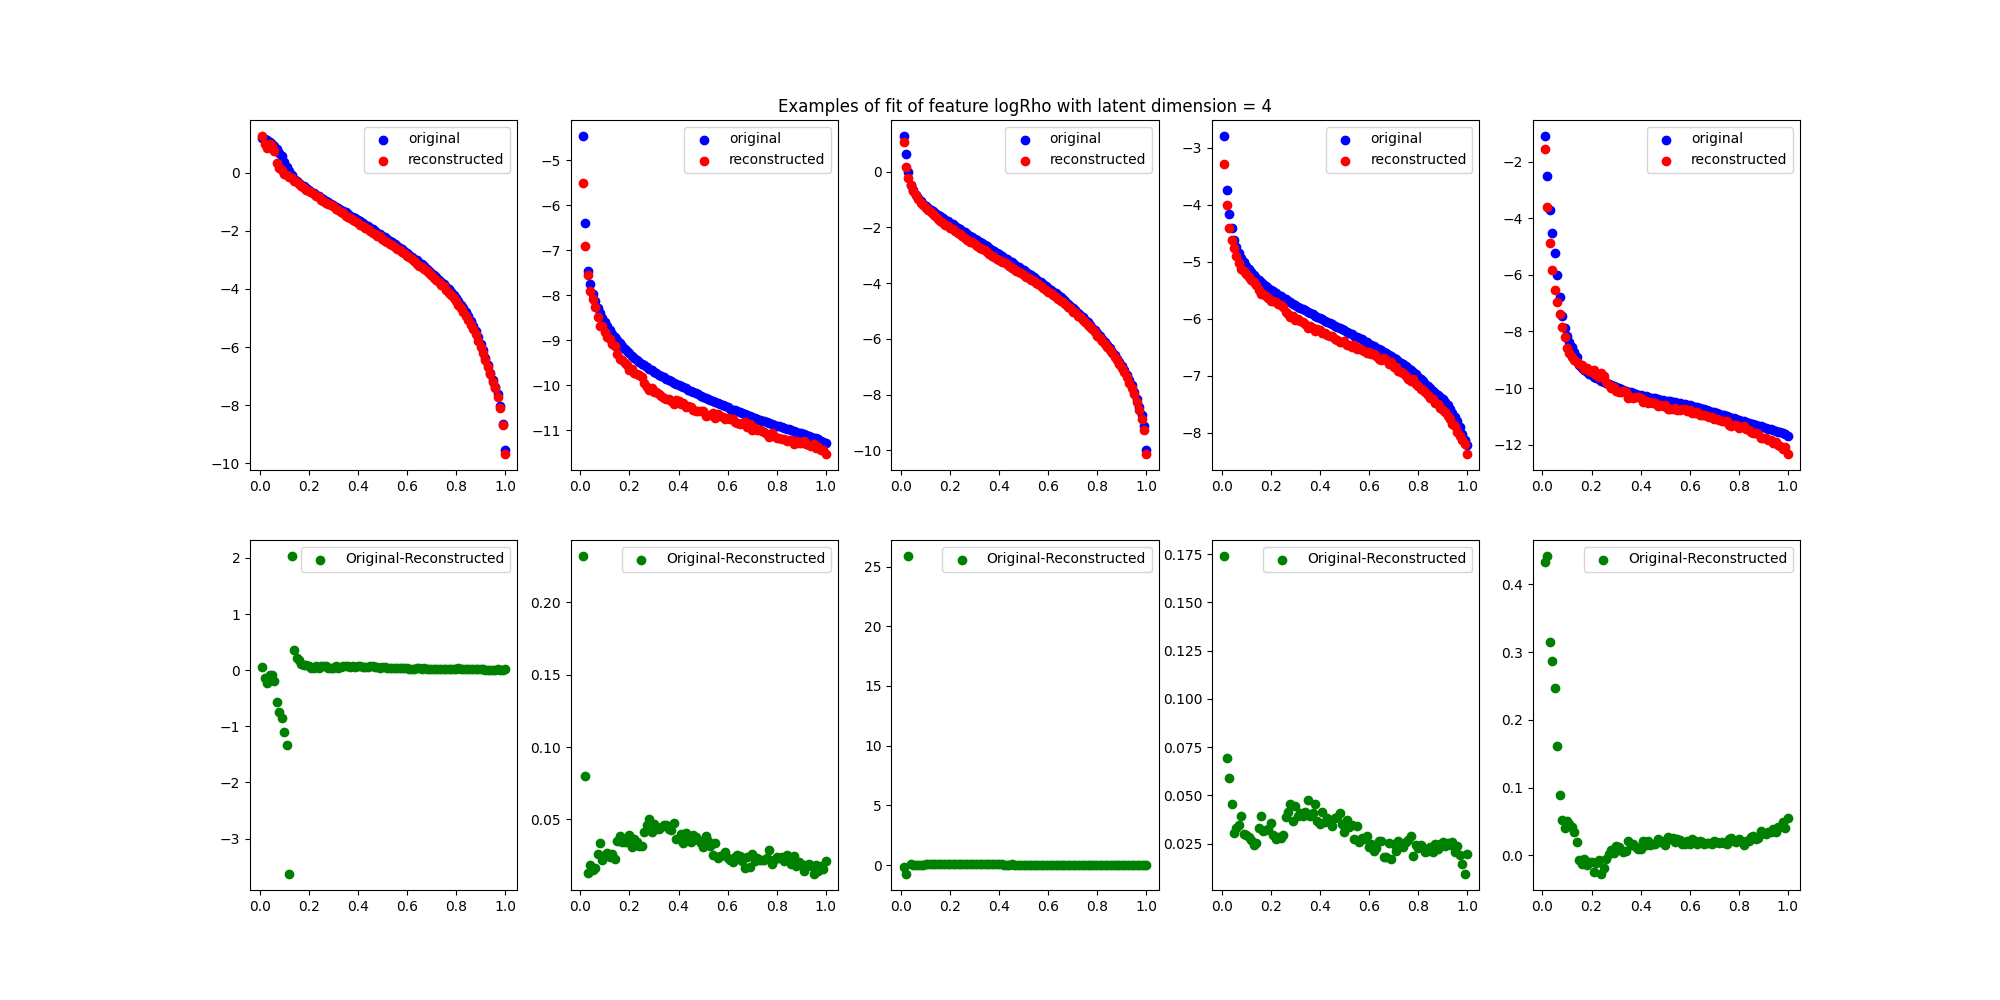 Examples of fit of feature logRho with latent dimension = 4
original
reconstructed
0
−2
−4
−6
−8
−10
0.0 0.2 0.4 0.6 0.8 1.0
original
reconstructed
−5
−6
−7
−8
−9
−10
−11
0.0 0.2 0.4 0.6 0.8 1.0
original
reconstructed
0
−2
−4
−6
−8
−10
0.0 0.2 0.4 0.6 0.8 1.0
original
reconstructed
−3
−4
−5
−6
−7
−8
0.0 0.2 0.4 0.6 0.8 1.0
original
reconstructed
−2
−4
−6
−8
−10
−12
0.0 0.2 0.4 0.6 0.8 1.0
Original-Reconstructed
2
1
0
−1
−2
−3
0.0 0.2 0.4 0.6 0.8 1.0
Original-Reconstructed
0.20
0.15
0.10
0.05
0.0 0.2 0.4 0.6 0.8 1.0
Original-Reconstructed
25
20
15
10
5
0
0.0 0.2 0.4 0.6 0.8 1.0
Original-Reconstructed
0.175
0.150
0.125
0.100
0.075
0.050
0.025
0.0 0.2 0.4 0.6 0.8 1.0
Original-Reconstructed
0.4
0.3
0.2
0.1
0.0
0.0 0.2 0.4 0.6 0.8 1.0